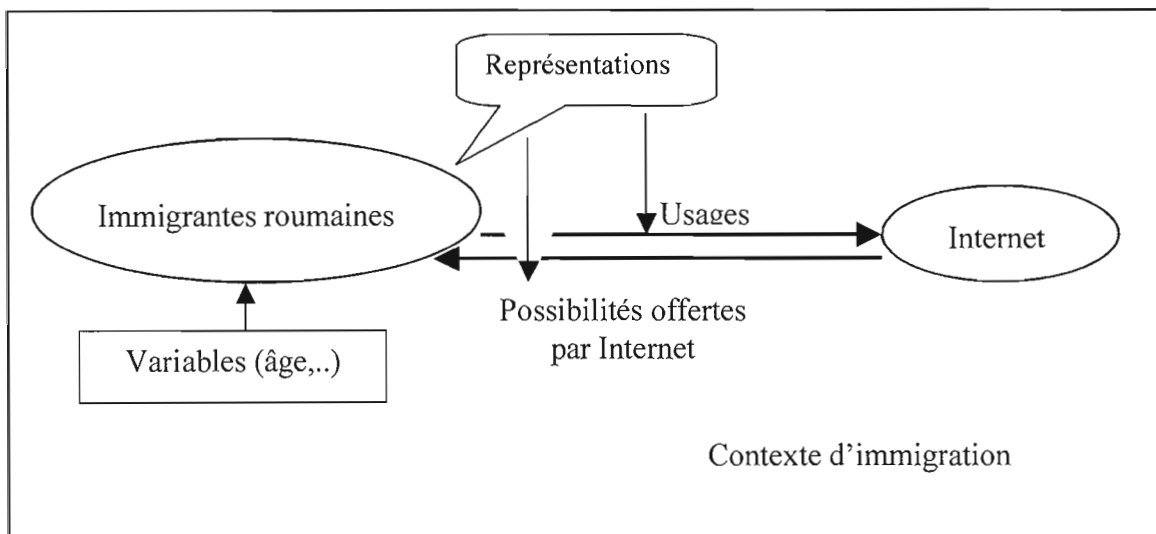 Représentations
Immigrantes roumaines
Usages
Internet
Possibilités offertes
par Internet
Variables (âge,..)
Contexte d'immigration